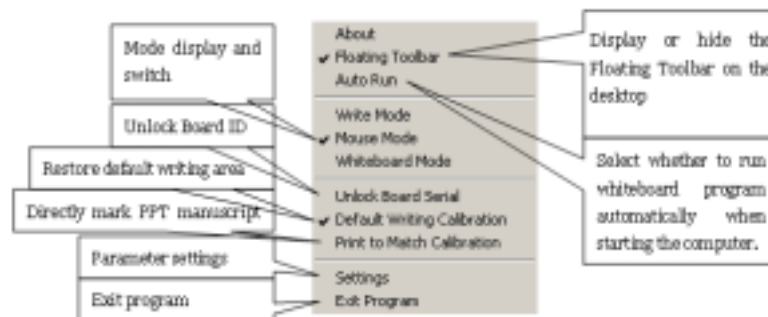 Mode display and
switch
Unlock Board ID
Restore default writing area
Directly mark PPT manuscript
Parameter settings
Exit program
About
Floating Toolbar
Auto Run
Write Mode
Mouse Mode
Whiteboard Mode
Unlock Board Serial
Default Writing Calibration
Print to Match Calibration
Settings
Exit Program
Display or hide the
Floating Toolbar on the
desktop
Select whether to run
whiteboard program
automatically when
starting the computer.